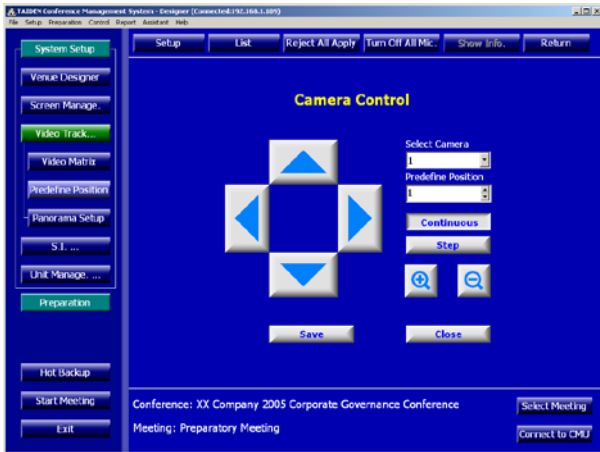 TAIDEN Conference Management System - Designer (Connected:192.168.1.109)
File Setup Preparation Control Report Assistant Help
System Setup
Setup List Reject All Apply Turn Off All Mic. Show Info. Return
Venue Designer
Screen Manage.
Camera Control
Video Track...
Select Camera
1
Video Matrix
Predefine Position
Predefine Position
1
Panorama Setup
Continuous
S.I. ...
Step
Unit Manage. ...
Preparation
Save Close
Hot Backup
Start Meeting
Conference: XX Company 2005 Corporate Governance Conference
Select Meeting
Exit
Meeting: Preparatory Meeting
Connect to CMU